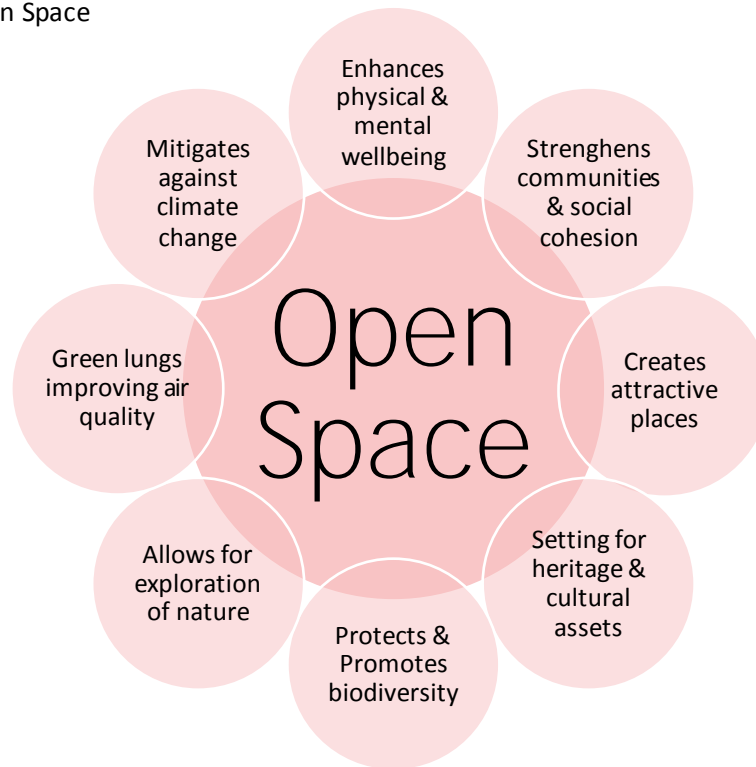 n Space
Enhances
physical &
mental
wellbeing
Strenghens
communities
& social
cohesion
Creates
attractive
places
Setting for
heritage &
cultural
assets
Protects &
Promotes
biodiversity
Allows for
exploration
of nature
Green lungs
improving air
quality
Mitigates
against
climate
change
Open
Space